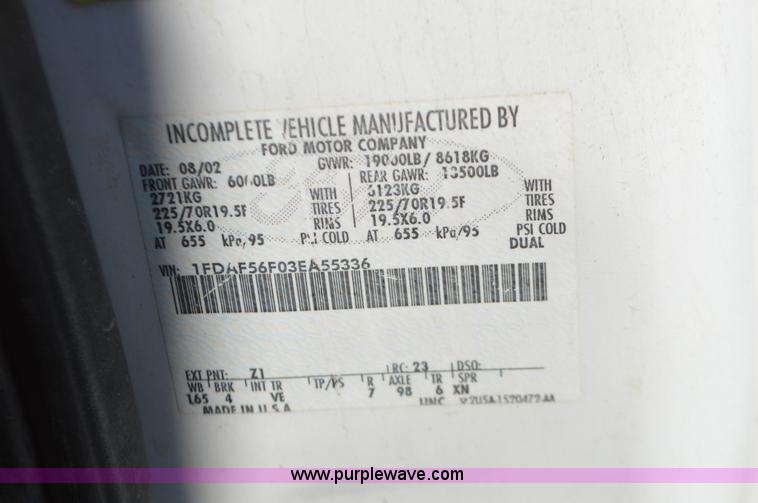 INCOMPLETE VEHICLE MANUFACTURED BY
FORD MOTOR COMPANY
DATE: 08/02 GVWR: 19000LB/ 8618KG
FRONT GAWR: 6000LB REAR GAWR: 13500LB
2721KG WITH 6123KG WITH
225/70R19.5F TIRES 225/70R19.5F TIRES
19.5X6.0 RIMS 19.5X6.0 RIMS
AT 655 kPa/95 PSI COLD AT 655 kPa/95 PSI COLD
DUAL
VIN: 1FDAF56F03EA55336
EXT PNT: Z1 RC: 23 DSO:
WB BRK INT TR TP/PS R AXLE TR SPR
165 4 VE 7 98 6 XN
MADE IN U.S.A
www.purplewave.com